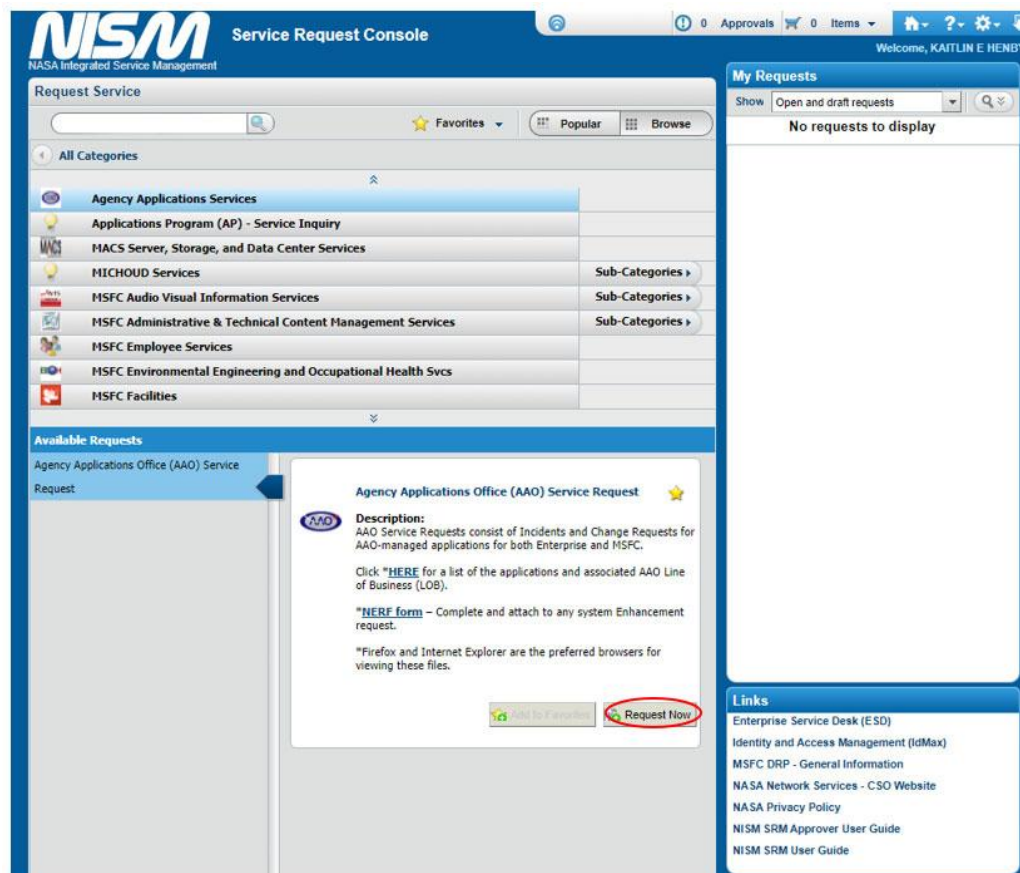 NISM
NASA Integrated Service Management
Service Request Console
0 Approvals 0 Items
Welcome, KAITLIN E HENBY
Request Service
Favorites
Popular
Browse
All Categories
Agency Applications Services
Applications Program (AP) - Service Inquiry
MACS
MACS Server, Storage, and Data Center Services
MICHOUD Services
Sub-Categories
MSFC Audio Visual Information Services
Sub-Categories
MSFC Administrative & Technical Content Management Services
Sub-Categories
MSFC Employee Services
MSFC Environmental Engineering and Occupational Health Svcs
MSFC Facilities
Available Requests
Agency Applications Office (AAO) Service
Request
Agency Applications Office (AAO) Service Request
AAO
Description:
AAO Service Requests consist of Incidents and Change Requests for
AAO-managed applications for both Enterprise and MSFC.
Click *HERE for a list of the applications and associated AAO Line
of Business (LOB).
*NERF form – Complete and attach to any system Enhancement
request.
*Firefox and Internet Explorer are the preferred browsers for
viewing these files.
Add to Favorites
Request Now
My Requests
Show Open and draft requests
No requests to display
Links
Enterprise Service Desk (ESD)
Identity and Access Management (IdMax)
MSFC DRP - General Information
NASA Network Services - CSO Website
NASA Privacy Policy
NISM SRM Approver User Guide
NISM SRM User Guide